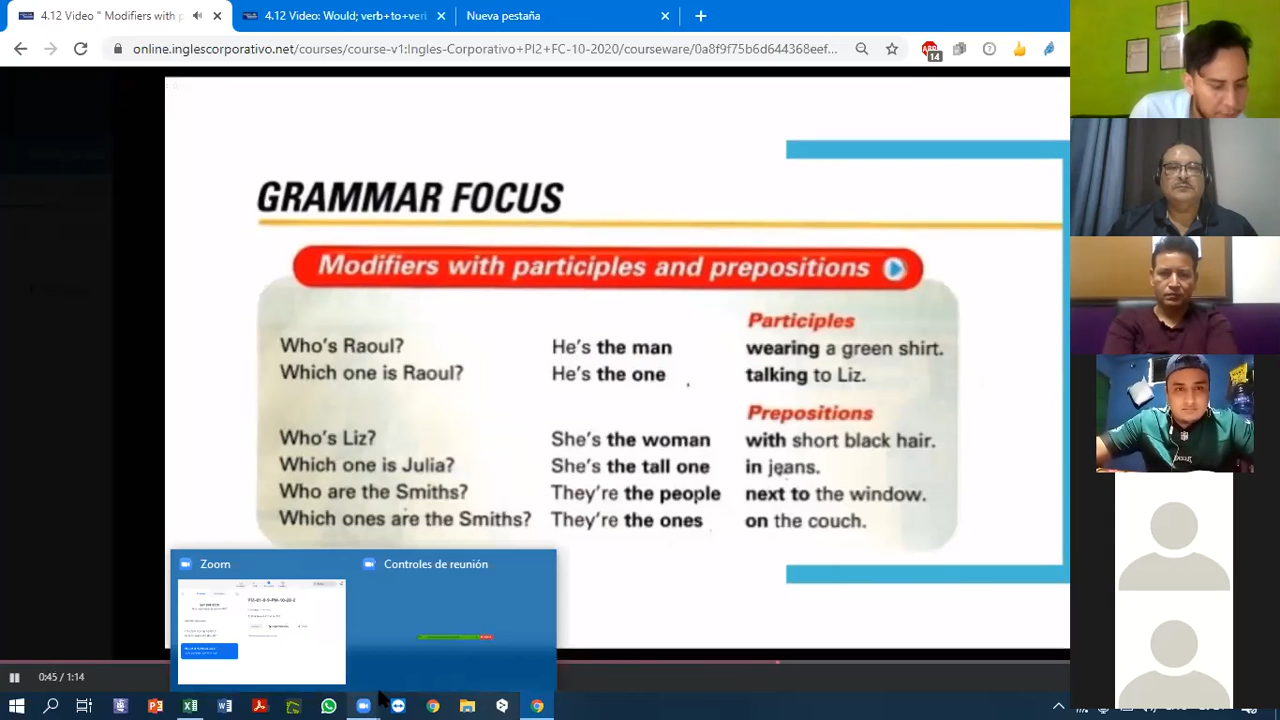 4.12 Video " Modifiers with p
4.12 Video: Would; verb+to+verb
Nueva pestaña
online.inglescorporativo.net/courses/course-v1:Ingles-Corporativo+PI2+FC-10-2020/courseware/0a8f9f75b6d644368eef...
14
GRAMMAR FOCUS
Modifiers with participles and prepositions
Participles
Who's Raoul? He's the man wearing a green shirt.
Which one is Raoul? He's the one talking to Liz.
Prepositions
Who's Liz? She's the woman with short black hair.
Which one is Julia? She's the tall one in jeans.
Who are the Smiths? They're the people next to the window.
Which ones are the Smiths? They're the ones on the couch.
Zoom
Controles de reunión
0:45 / 1:14